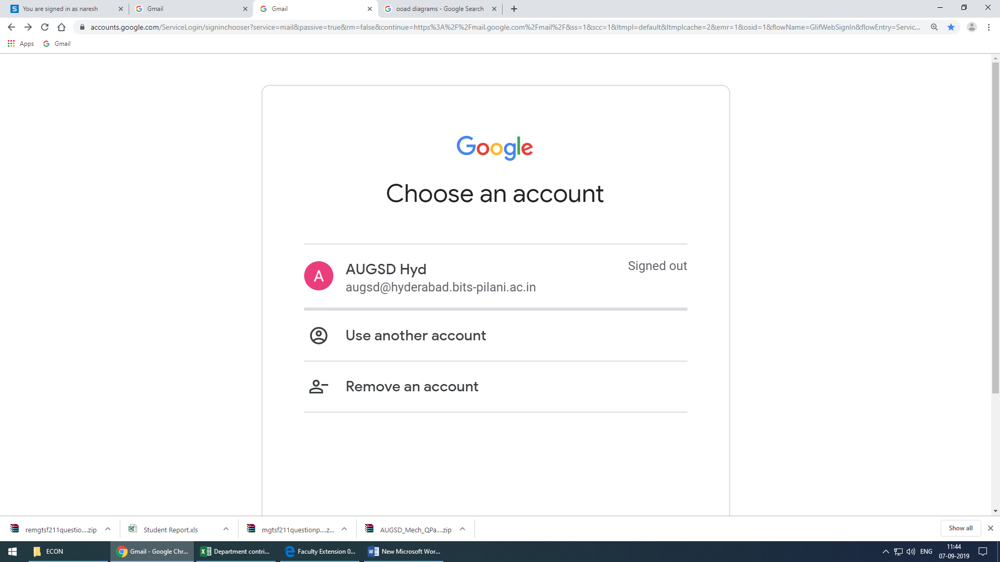 You are signed in as naresh
Gmail
Gmail
ooad diagrams - Google Search
accounts.google.com/ServiceLogin/signinchooser?service=mail&passive=true&rm=false&continue=https%3A%2F%2Fmail.google.com%2Fmail%2F&ss=1&scc=1&ltmpl=default&ltmplcache=2&emr=1&osid=1&flowName=GlifWebSignIn&flowEntry=Servic...
Apps
Gmail
Google
Choose an account
A
AUGSD Hyd
Signed out
augsd@hyderabad.bits-pilani.ac.in
Use another account
Remove an account
remgtsf211questio....zip
Student Report.xls
mgtsf211questionp....z...
AUGSD_Mech_QPa....zip
Show all
ECON
Gmail - Google Chr...
Department contri...
Faculty Extension 0...
New Microsoft Wor...
ENG
11:44
07-09-2019